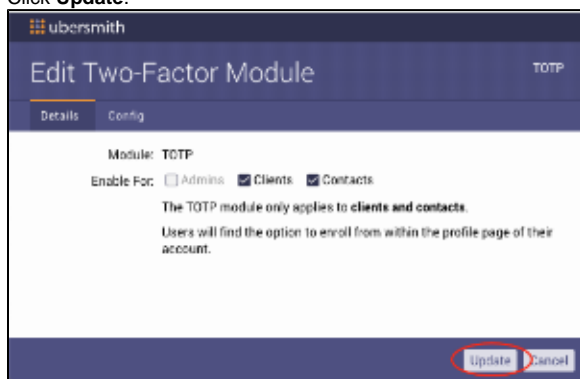 Click Update.
ubersmith
Edit Two-Factor Module
TOTP
Details Config
Module: TOTP
Enable For: Admins Clients Contacts
The TOTP module only applies to clients and contacts.
Users will find the option to enroll from within the profile page of their
account.
Update Cancel